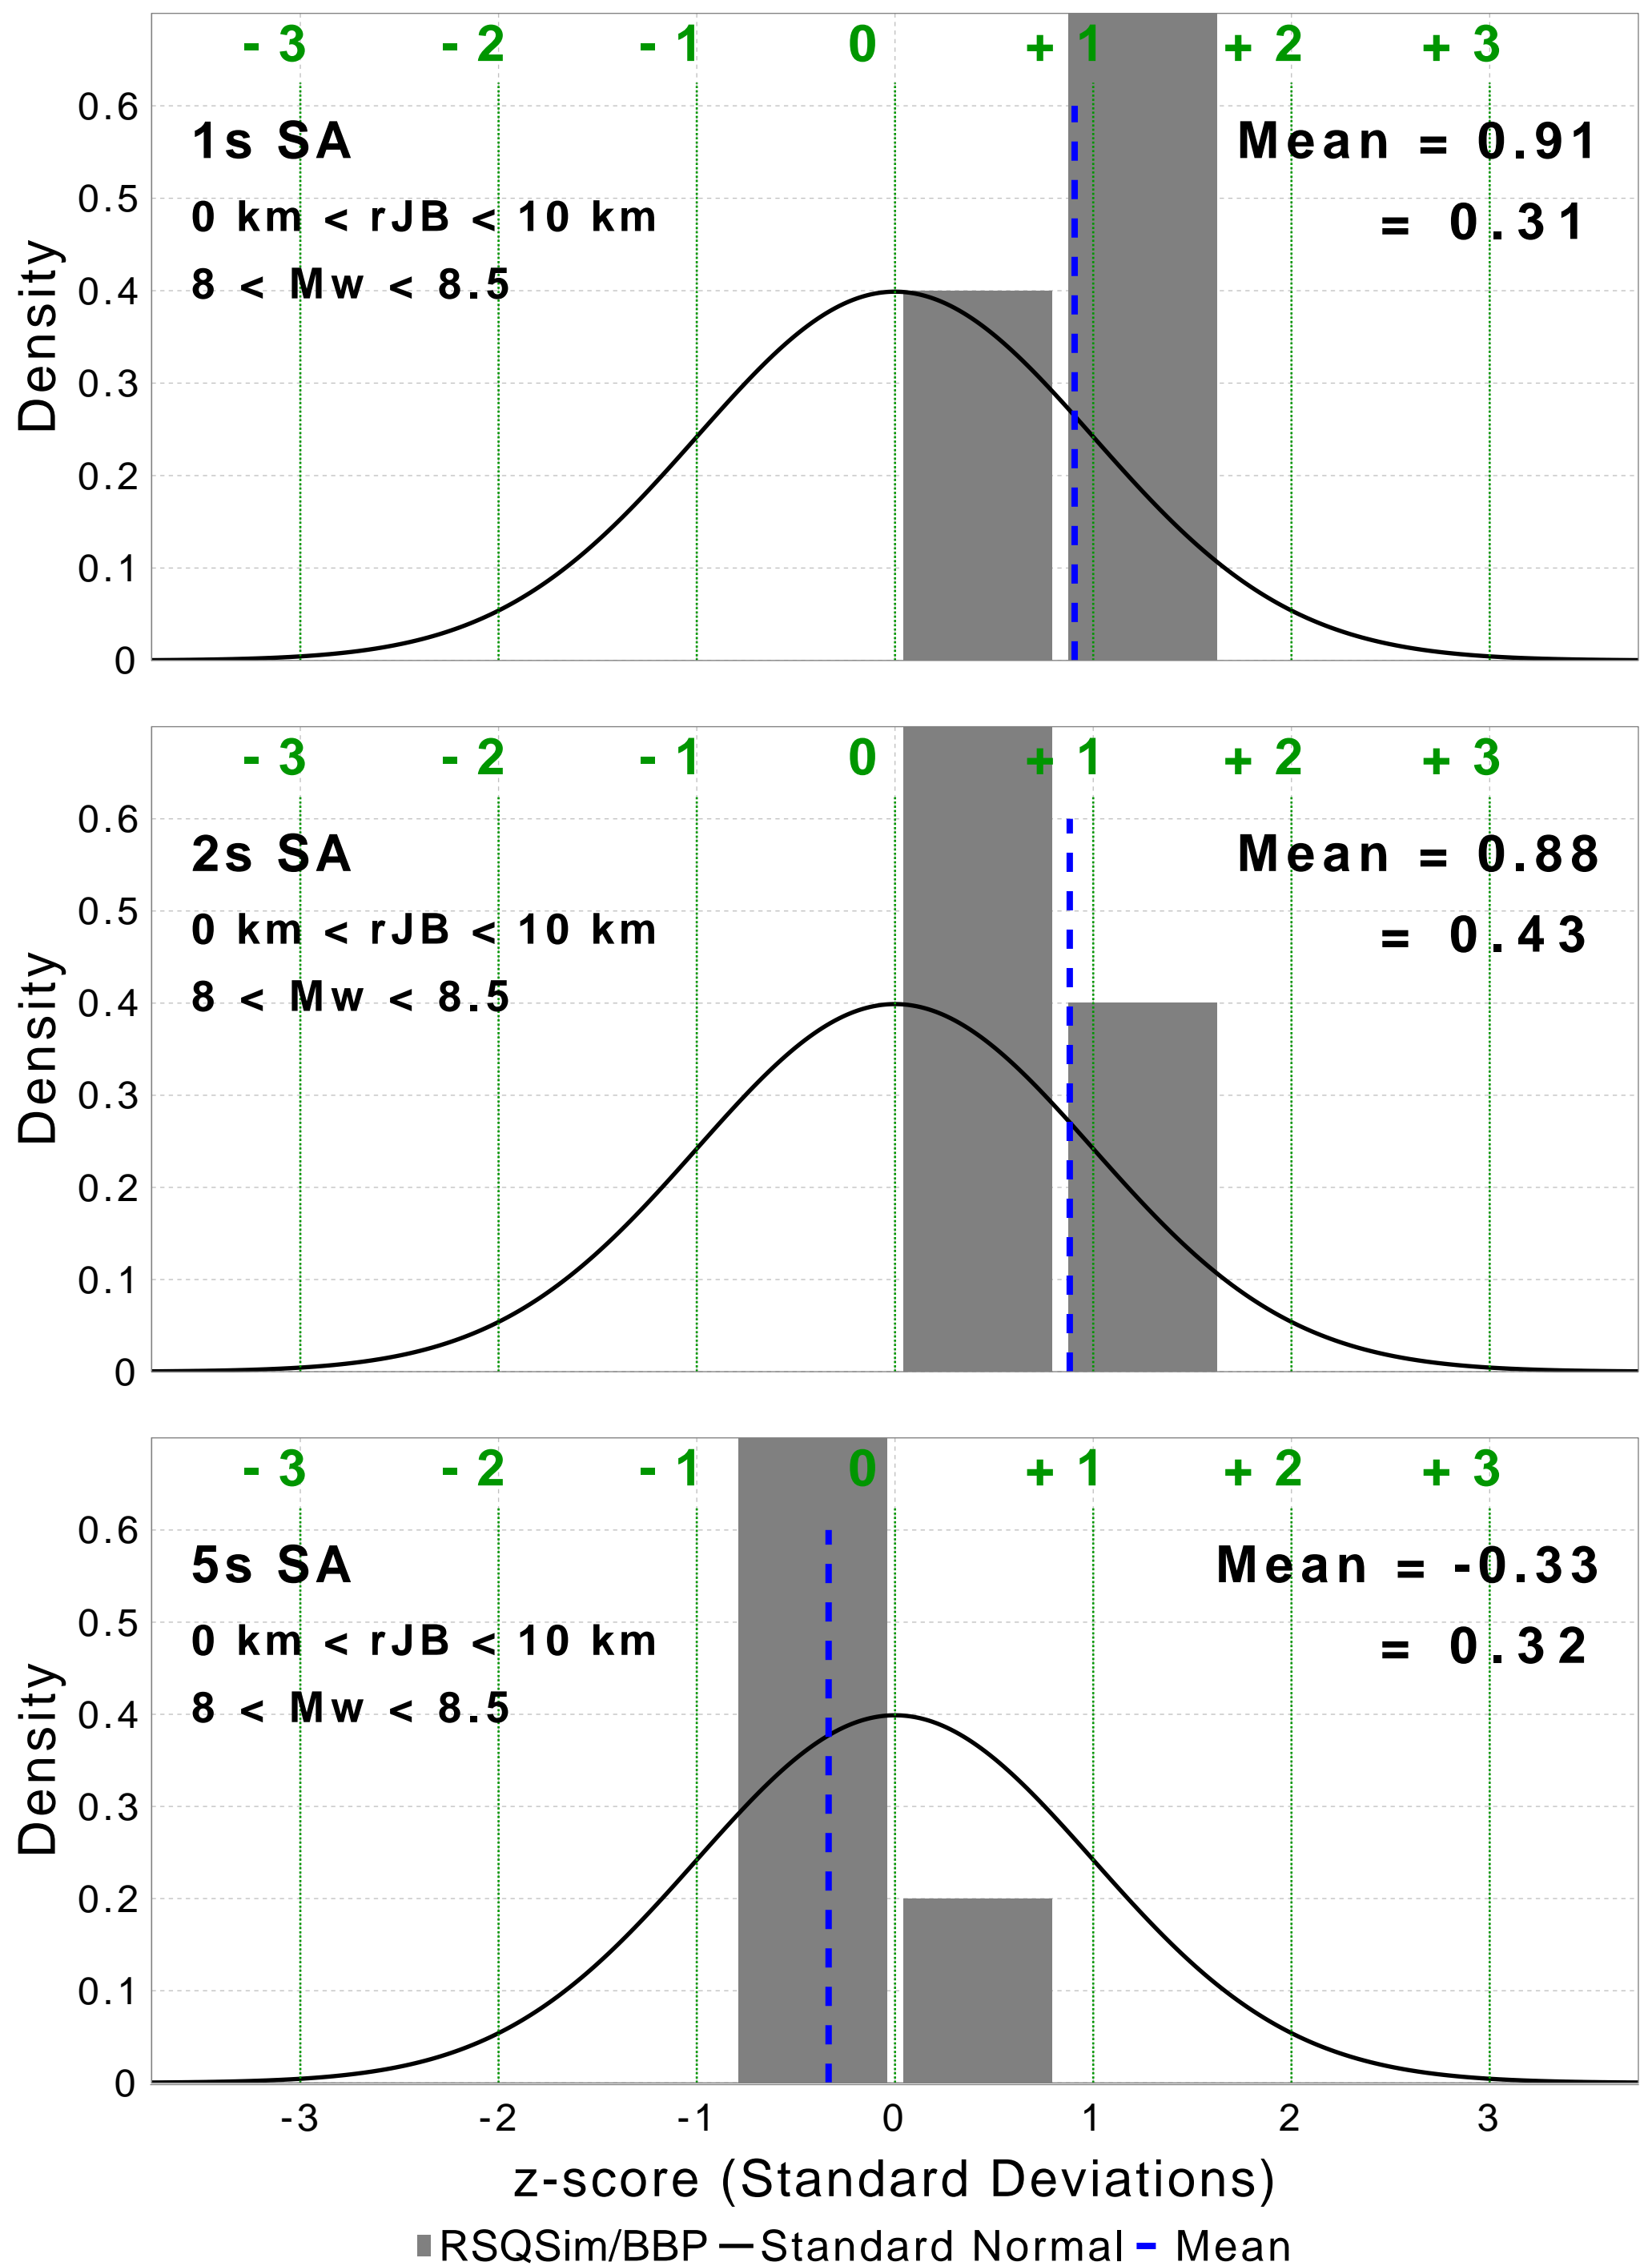 - 3 - 2 - 1 0 + 1 + 2 + 3
0.6
1s SA
Mean = 0.91
0.5
0 km < rJB < 10 km
= 0.31
8 < Mw < 8.5
0.4
0.3
0.2
0.1
0
Density
- 3 - 2 - 1 0 + 1 + 2 + 3
0.6
2s SA
Mean = 0.88
0.5
0 km < rJB < 10 km
= 0.43
8 < Mw < 8.5
0.4
0.3
0.2
0.1
0
Density
- 3 - 2 - 1 0 + 1 + 2 + 3
0.6
5s SA
Mean = -0.33
0.5
0 km < rJB < 10 km
= 0.32
8 < Mw < 8.5
0.4
0.3
0.2
0.1
0
Density
-3 -2 -1 0 1 2 3
z-score (Standard Deviations)
RSQSim/BBP Standard Normal Mean